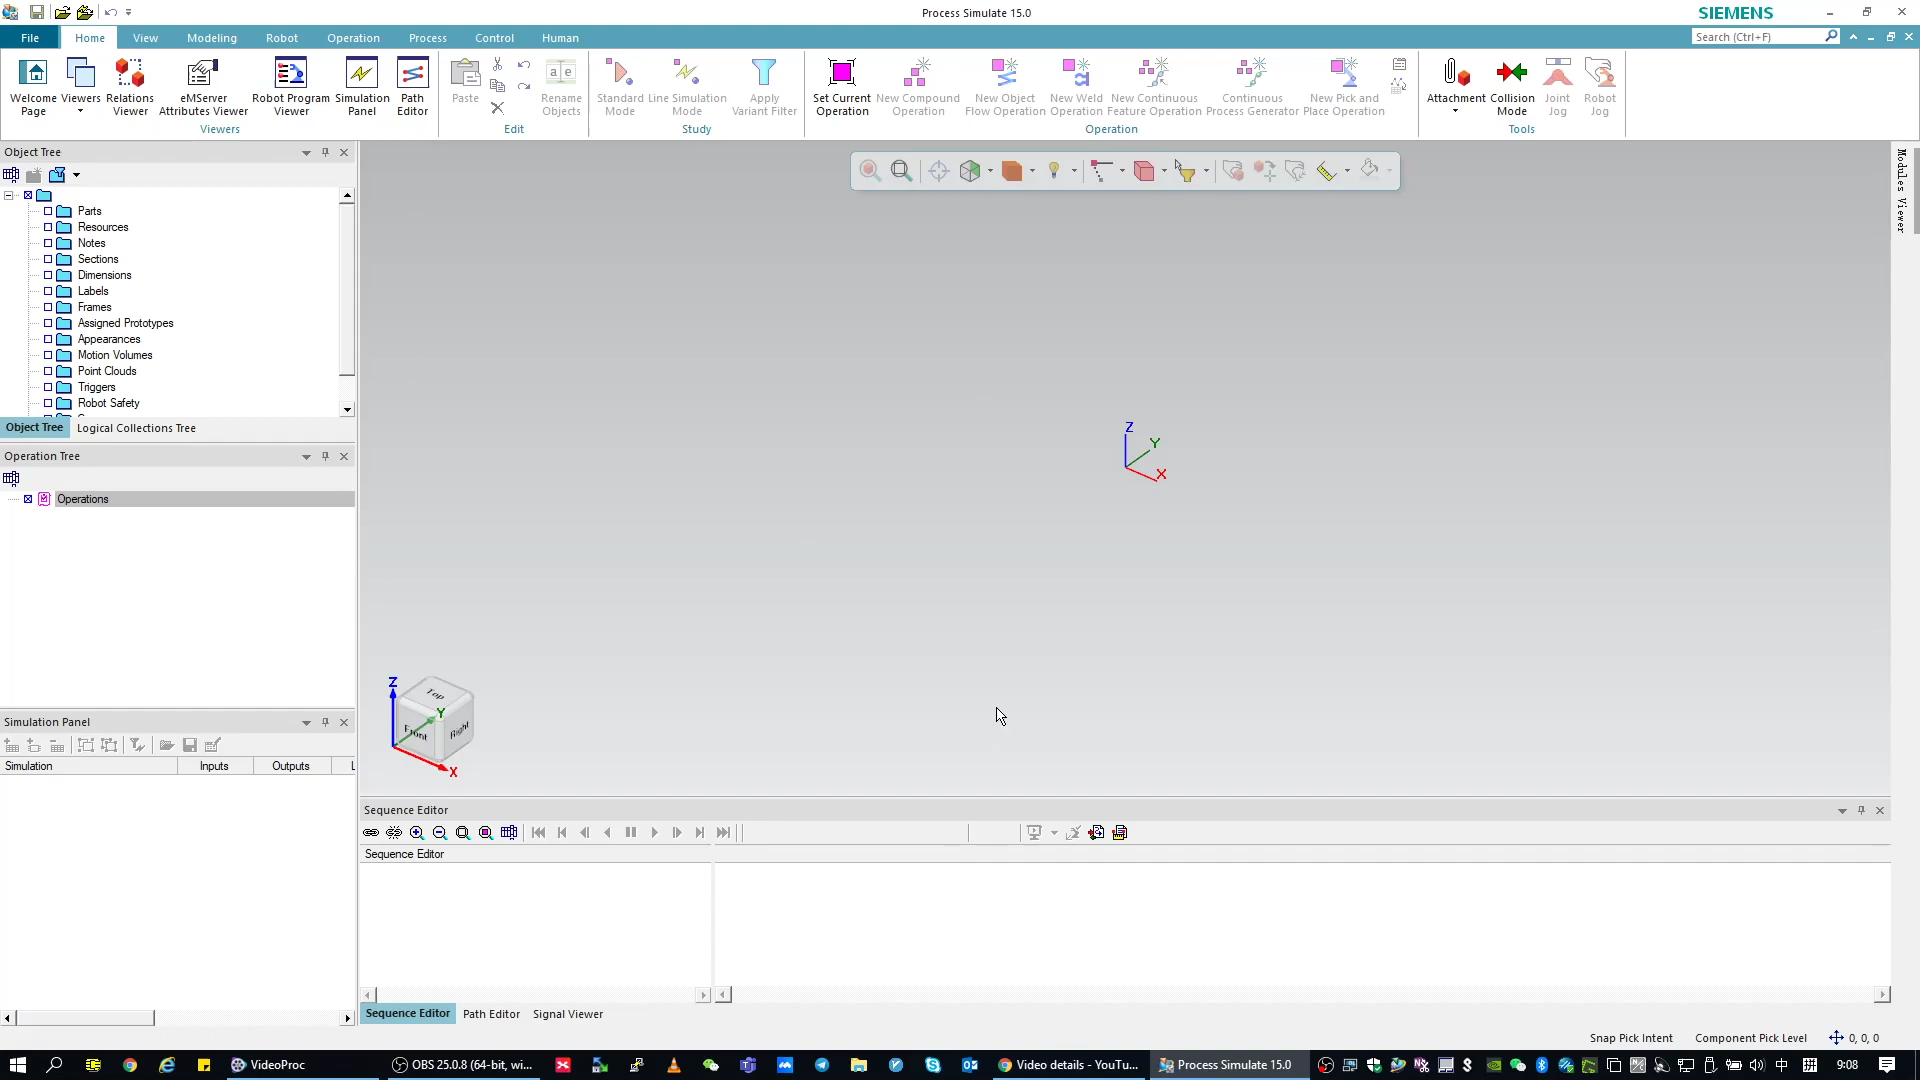 Process Simulate 15.0
SIEMENS
File Home View Modeling Robot Operation Process Control Human
Search (Ctrl+F)
Welcome Page
Viewers
Relations Viewer
eMServer Attributes Viewer
Robot Program Viewer
Simulation Panel
Path Editor
Viewers
Paste
Rename Objects
Edit
Standard Mode
Line Simulation Mode
Apply Variant Filter
Study
Set Current Operation
New Compound Operation
New Object Flow Operation
New Weld Operation
New Continuous Feature Operation
Continuous Process Generator
New Pick and Place Operation
Operation
Attachment
Collision Mode
Joint Jog
Robot Jog
Tools
Object Tree
Parts
Resources
Notes
Sections
Dimensions
Labels
Frames
Assigned Prototypes
Appearances
Motion Volumes
Point Clouds
Triggers
Robot Safety
Object Tree Logical Collections Tree
Operation Tree
Operations
Simulation Panel
Simulation Inputs Outputs L
Modules Viewer
Z
Y
X
Z
Top
Y
Front
Right
X
Sequence Editor
Sequence Editor
Sequence Editor Path Editor Signal Viewer
Snap Pick Intent Component Pick Level 0, 0, 0
VideoProc
OBS 25.0.8 (64-bit, wi...
Video details - YouTu...
Process Simulate 15.0
中
9:08